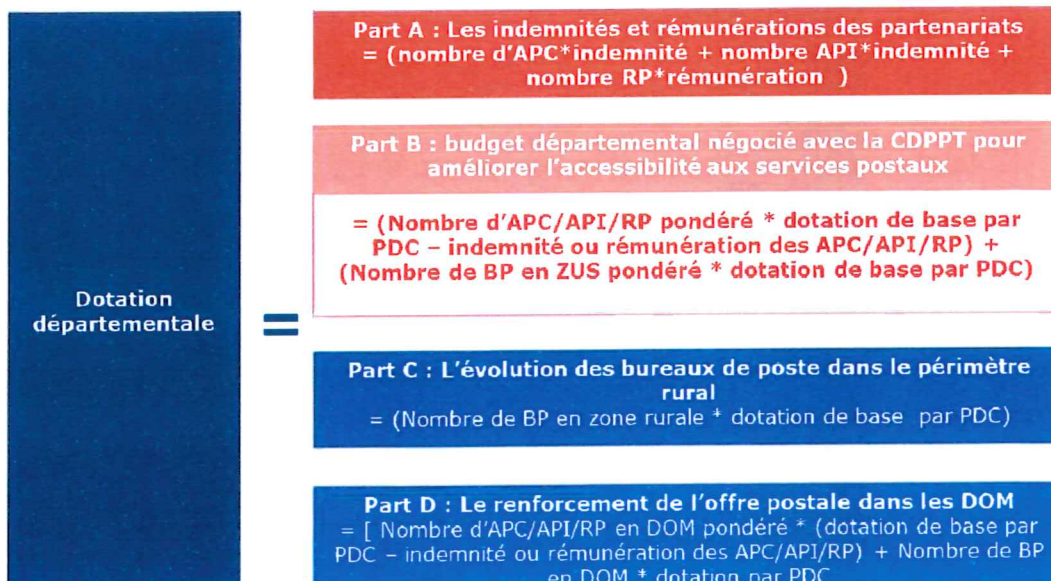 Dotation
départementale
=
Part A : Les indemnités et rémunérations des partenariats
= (nombre d'APC*indemnité + nombre API*indemnité +
nombre RP*rémunération )
Part B : budget départemental négocié avec la CDPPT pour
améliorer l'accessibilité aux services postaux
= (Nombre d'APC/API/RP pondéré * dotation de base par
PDC – indemnité ou rémunération des APC/API/RP) +
(Nombre de BP en ZUS pondéré * dotation de base par PDC)
Part C : L'évolution des bureaux de poste dans le périmètre
rural
= (Nombre de BP en zone rurale * dotation de base par PDC)
Part D : Le renforcement de l'offre postale dans les DOM
= [ Nombre d'APC/API/RP en DOM pondéré * (dotation de base par
PDC – indemnité ou rémunération des APC/API/RP) + Nombre de BP
en DOM * dotation par PDC